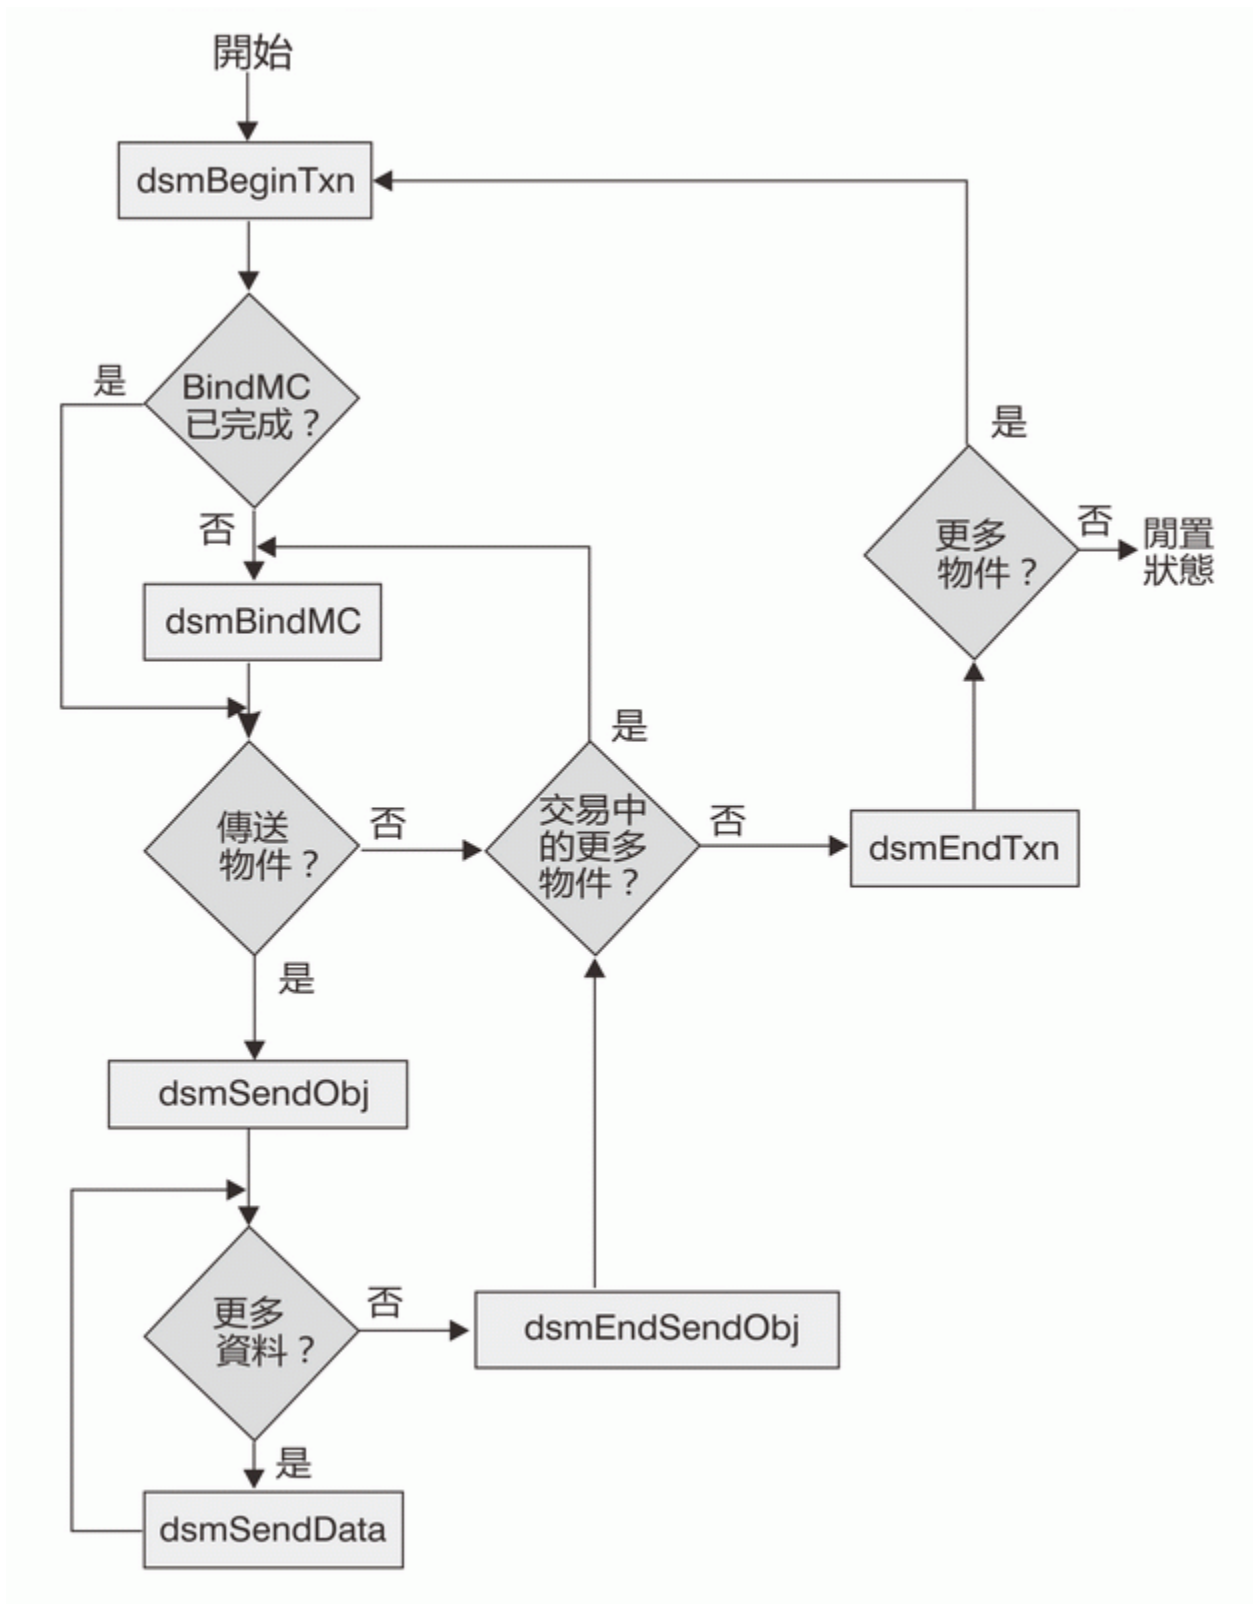 開始
dsmBeginTxn
是
BindMC
已完成？
否
dsmBindMC
傳送
物件？
否
是
交易中
的更多
物件？
是
否
dsmEndTxn
更多
物件？
是
否
閒置
狀態
dsmSendObj
更多
資料？
否
dsmEndSendObj
是
dsmSendData